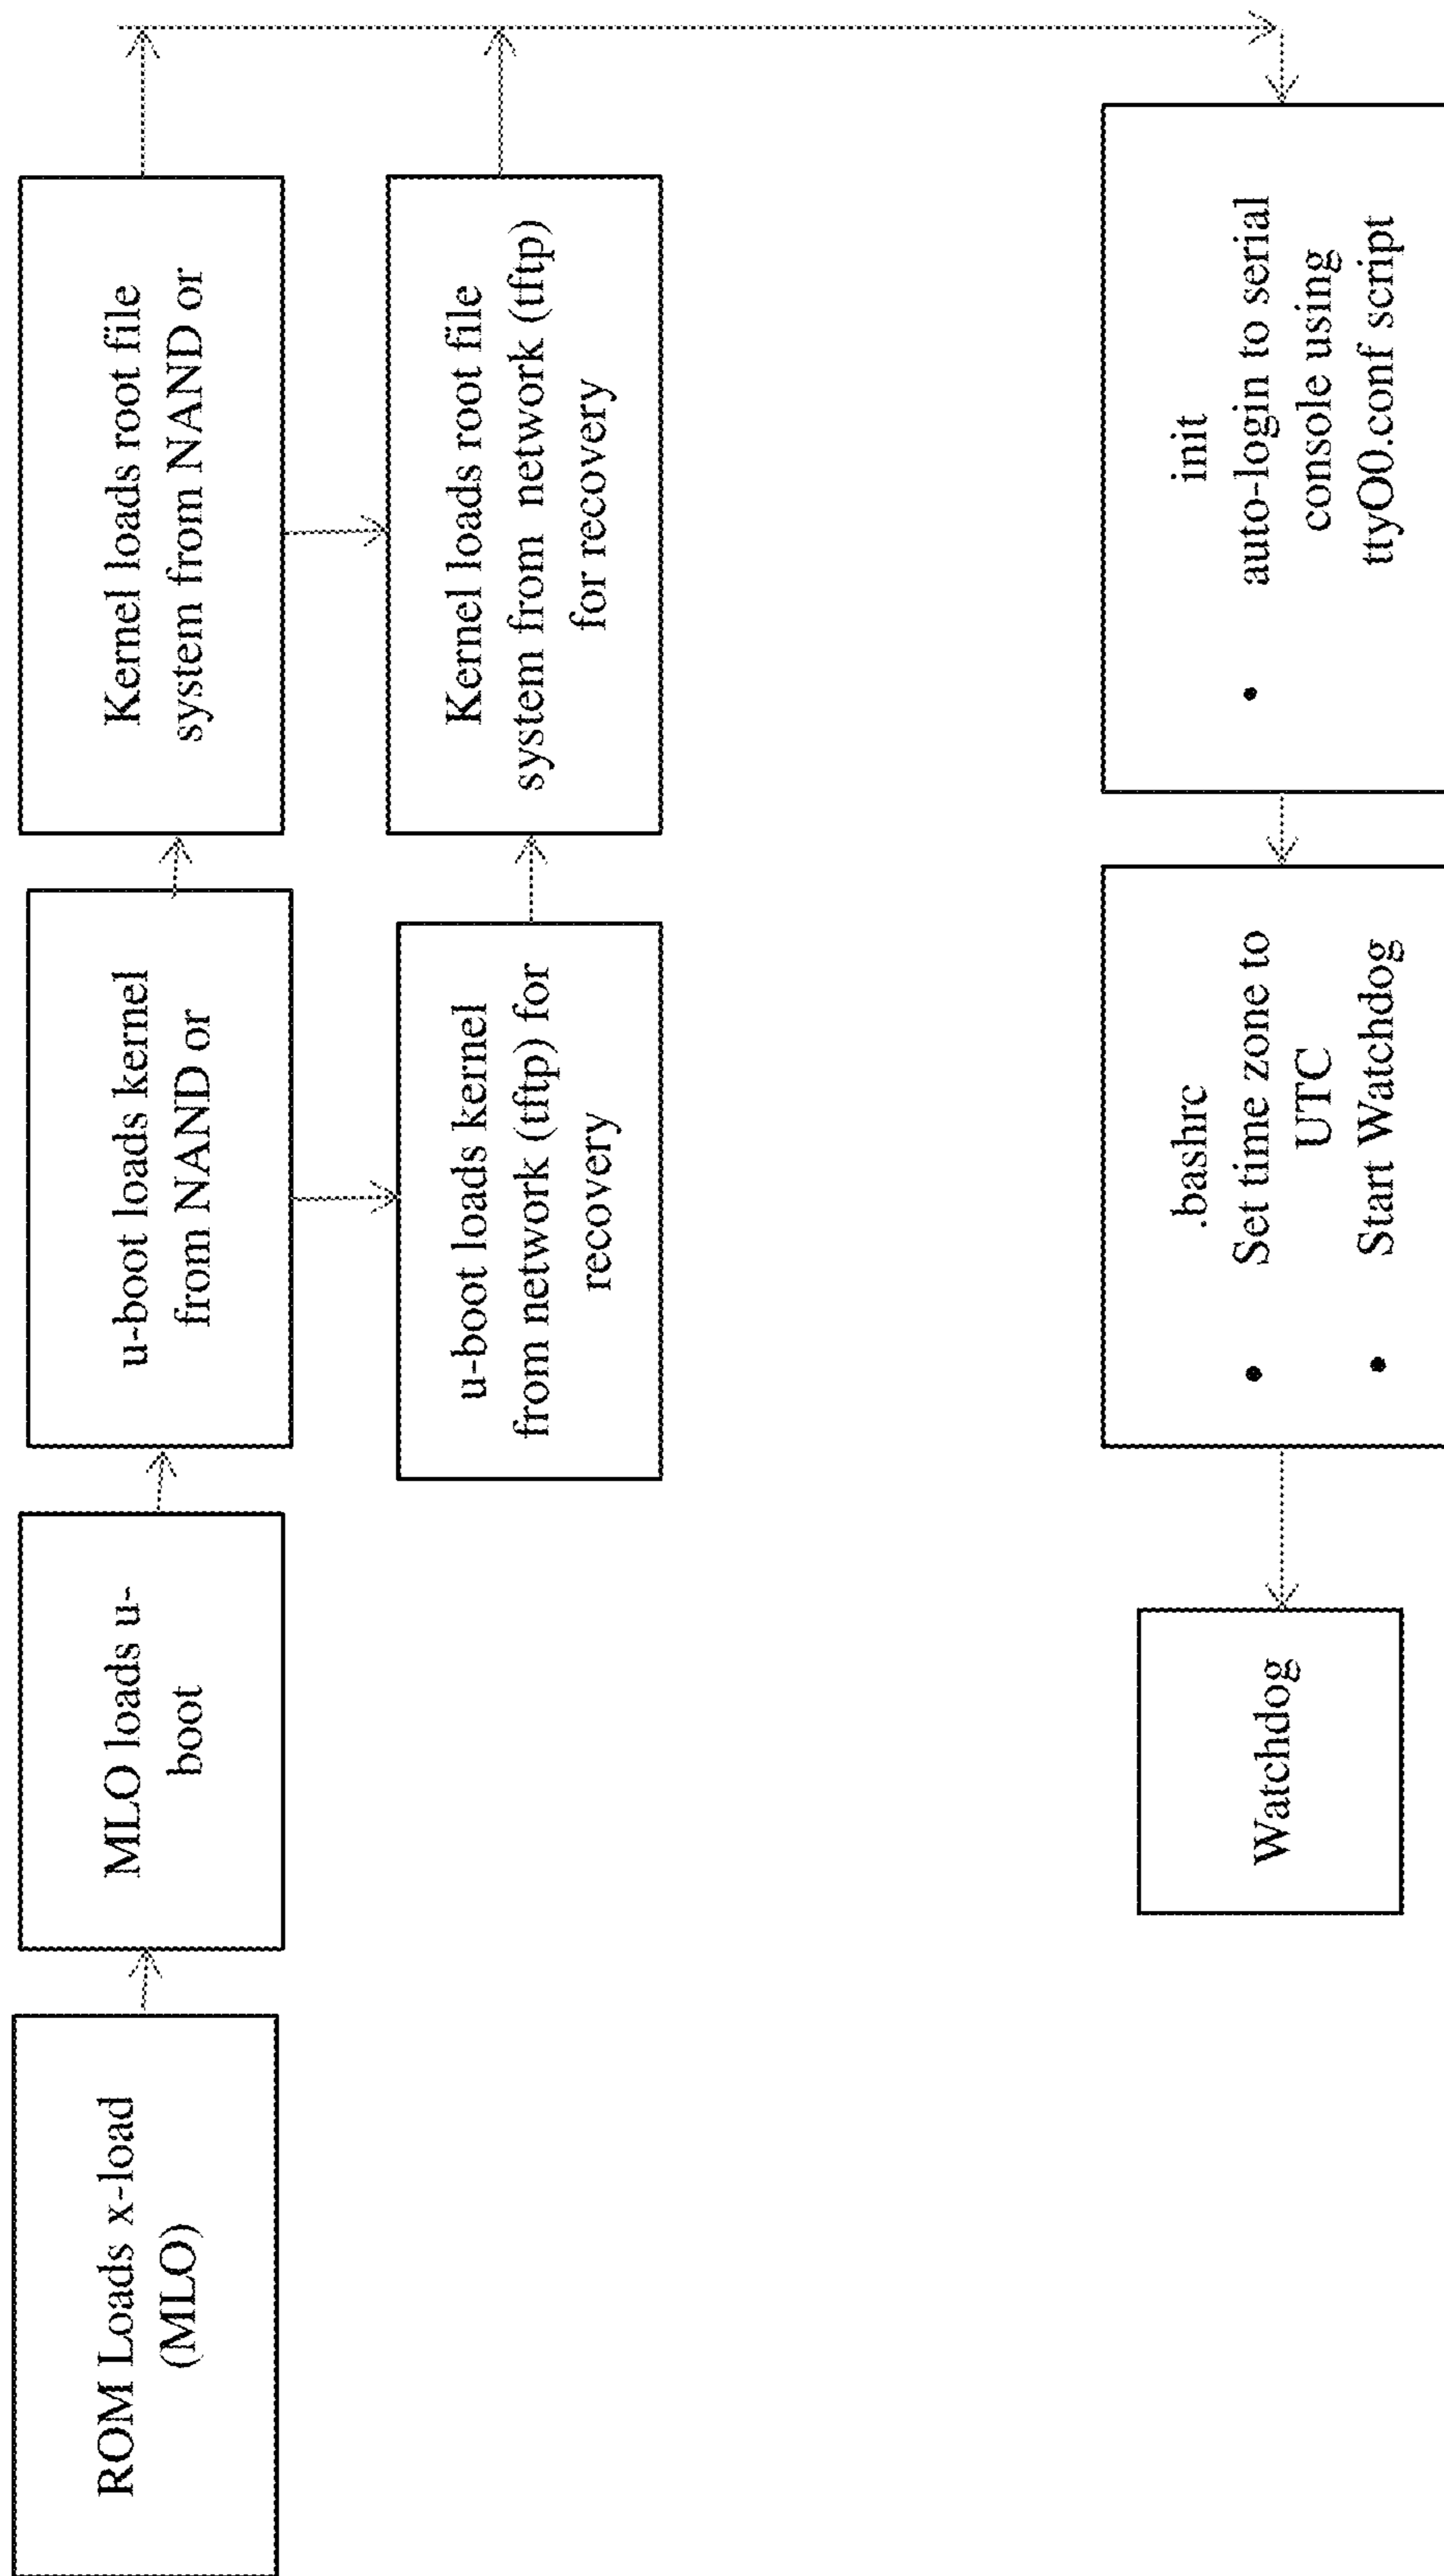 ROM Loads x-load
(MLO)
MLO loads u-
boot
u-boot loads kernel
from NAND or
Kernel loads root file
system from NAND or
u-boot loads kernel
from network (tftp) for
recovery
Kernel loads root file
system from network (tftp)
for recovery
Watchdog
.bashrc
• Set time zone to
UTC
• Start Watchdog
init
• auto-login to serial
console using
ttyO0.conf script